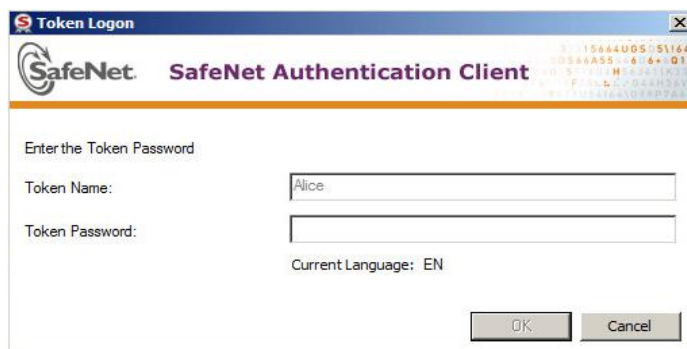 Token Logon
SafeNet. SafeNet Authentication Client
Enter the Token Password
Token Name: Alice
Token Password:
Current Language: EN
OK Cancel